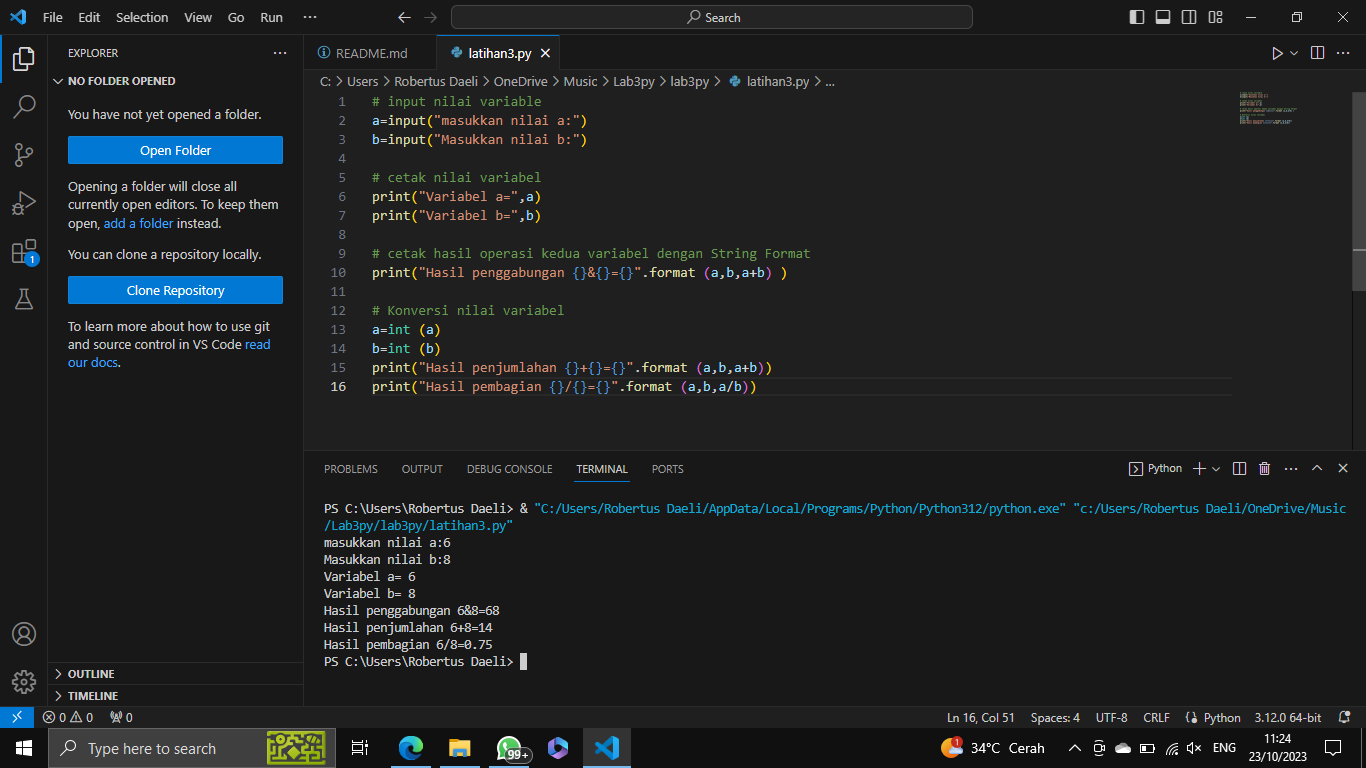 File Edit Selection View Go Run ···
Search
EXPLORER ···
NO FOLDER OPENED
You have not yet opened a folder.
Open Folder
Opening a folder will close all
currently open editors. To keep them
open, add a folder instead.
You can clone a repository locally.
Clone Repository
To learn more about how to use git
and source control in VS Code read
our docs.
OUTLINE
TIMELINE
1
README.md latihan3.py
C: > Users > Robertus Daeli > OneDrive > Music > Lab3py > lab3py > latihan3.py > ...
1 # input nilai variable
2 a=input("masukkan nilai a:")
3 b=input("Masukkan nilai b:")
4
5 # cetak nilai variabel
6 print("Variabel a=",a)
7 print("Variabel b=",b)
8
9 # cetak hasil operasi kedua variabel dengan String Format
10 print("Hasil penggabungan {}&{}={}".format (a,b,a+b) )
11
12 # Konversi nilai variabel
13 a=int (a)
14 b=int (b)
15 print("Hasil penjumlahan {}+{}={}".format (a,b,a+b))
16 print("Hasil pembagian {}/{}={}".format (a,b,a/b))
PROBLEMS OUTPUT DEBUG CONSOLE TERMINAL PORTS
Python
PS C:\Users\Robertus Daeli> & "C:/Users/Robertus Daeli/AppData/Local/Programs/Python/Python312/python.exe" "c:/Users/Robertus Daeli/OneDrive/Music
/Lab3py/lab3py/latihan3.py"
masukkan nilai a:6
Masukkan nilai b:8
Variabel a= 6
Variabel b= 8
Hasil penggabungan 6&8=68
Hasil penjumlahan 6+8=14
Hasil pembagian 6/8=0.75
PS C:\Users\Robertus Daeli>
0 0 0
Ln 16, Col 51 Spaces: 4 UTF-8 CRLF Python 3.12.0 64-bit
Type here to search
99+
1
34°C Cerah
ENG
11:24
23/10/2023